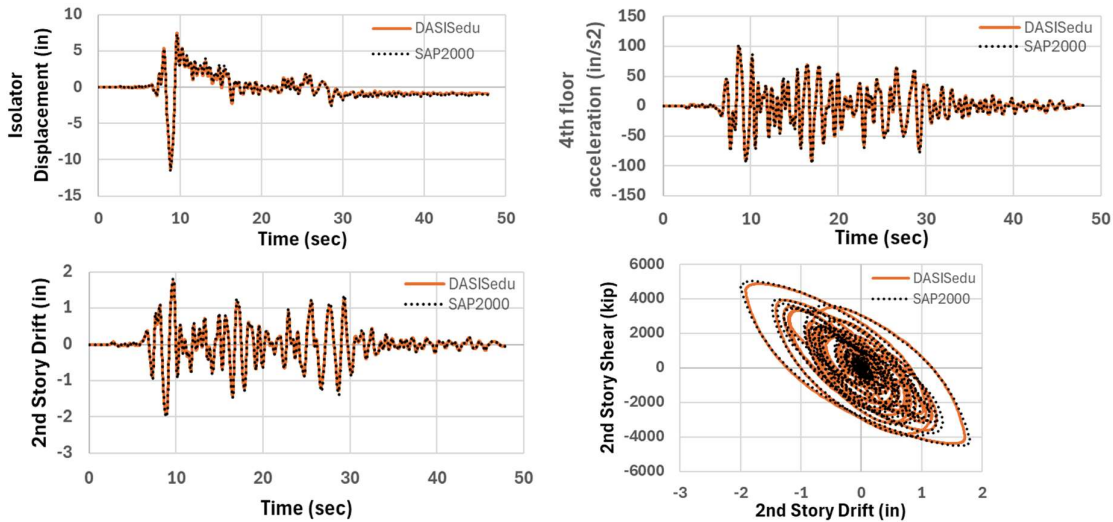 Isolator
Displacement (in)
10
5
0
-5
-10
-15
0 10 20 30 40 50
Time (sec)
DASISedu
SAP2000
4th floor
acceleration (in/s2)
150
100
50
0
-50
-100
-150
0 10 20 30 40 50
Time (sec)
DASISedu
SAP2000
2nd Story Drift (in)
2
1
0
-1
-2
-3
0 10 20 30 40 50
Time (sec)
DASISedu
SAP2000
2nd Story Shear (kip)
6000
4000
2000
0
-2000
-4000
-6000
-3 -2 -1 0 1 2
2nd Story Drift (in)
DASISedu
SAP2000